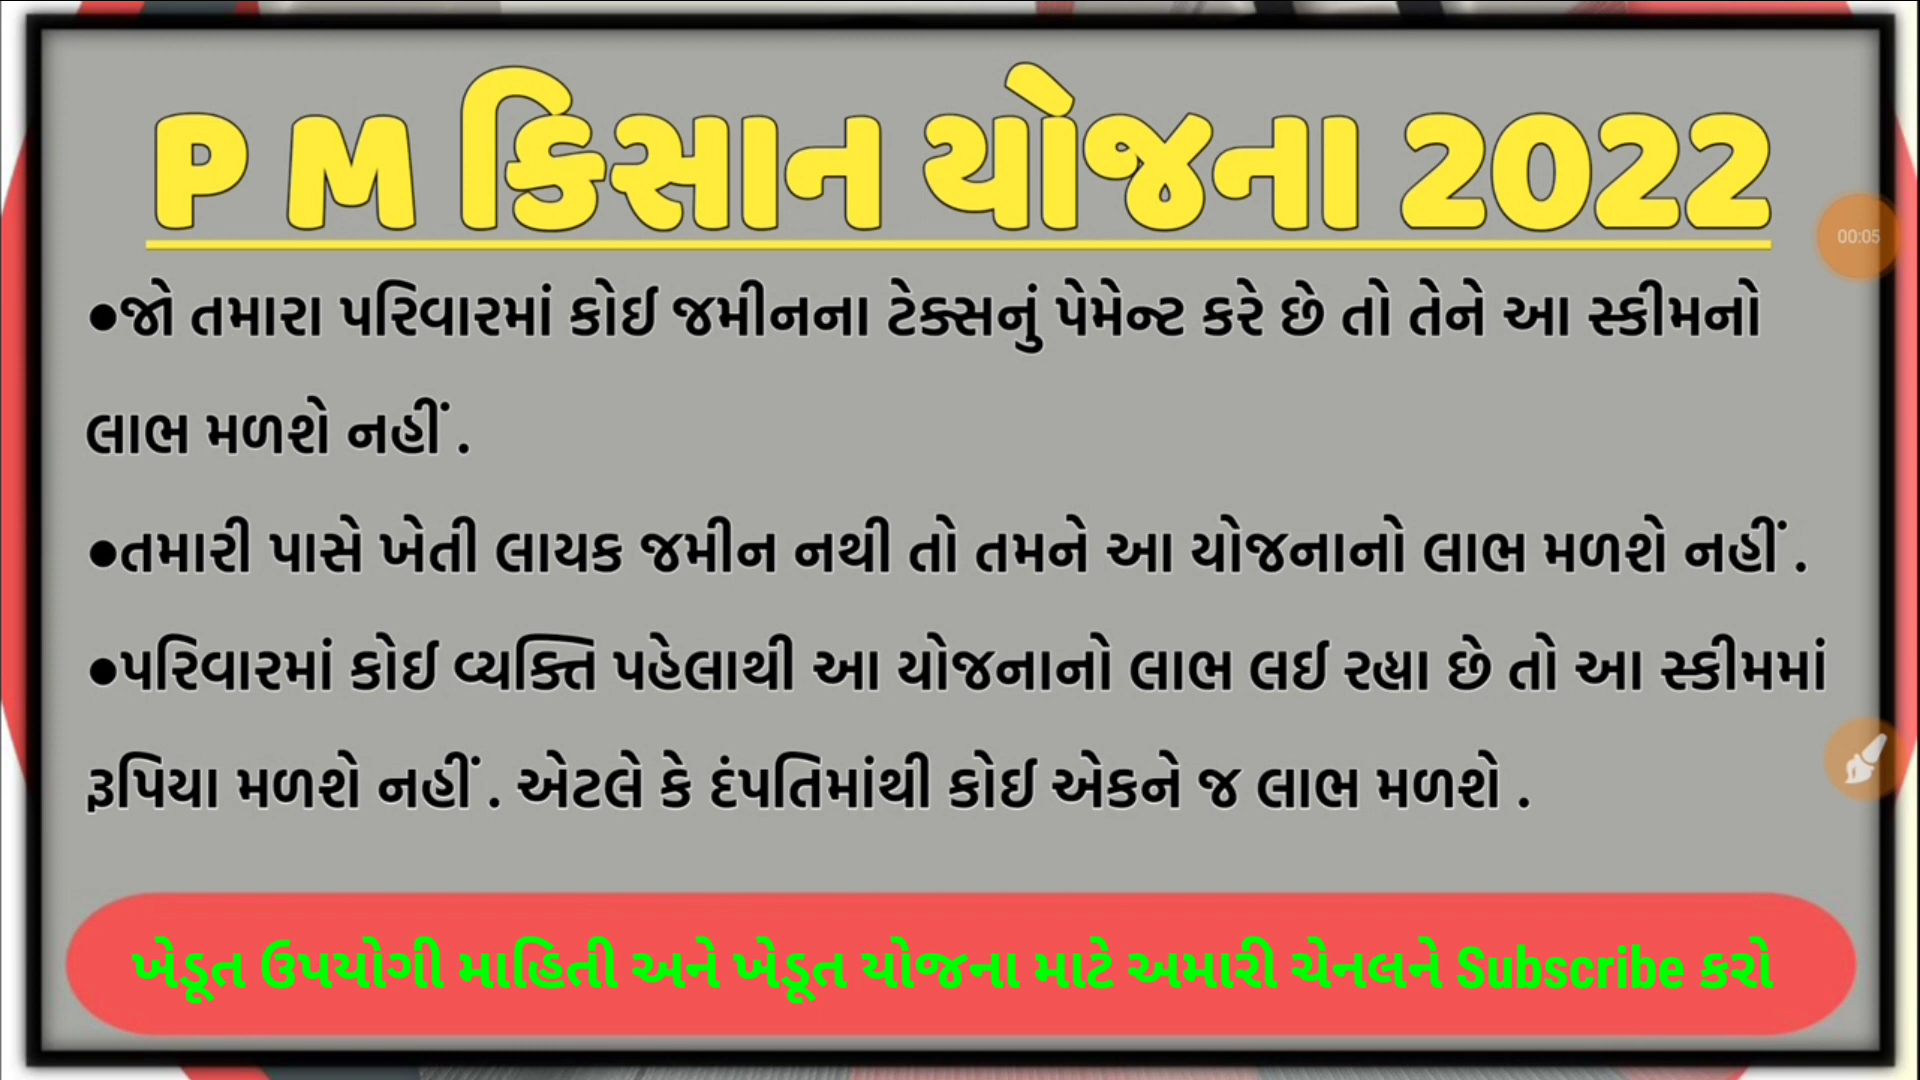 P M કિસાન યોજના 2022
●જો તમારા પરિવારમાં કોઈ જમીનના ટેક્સનું પેમેન્ટ કરે છે તો તેને આ સ્કીમનો
લાભ મળશે નહીં .
●તમારી પાસે ખેતી લાયક જમીન નથી તો તમને આ યોજનાનો લાભ મળશે નહીં .
●પરિવારમાં કોઈ વ્યક્તિ પહેલાથી આ યોજનાનો લાભ લઈ રહ્યા છે તો આ સ્કીમમાં
રૂપિયા મળશે નહીં . એટલે કે દંપતિમાંથી કોઈ એકને જ લાભ મળશે .
ખેડૂત ઉપયોગી માહિતી અને ખેડૂત યોજના માટે અમારી ચેનલને Subscribe કરો
00:05